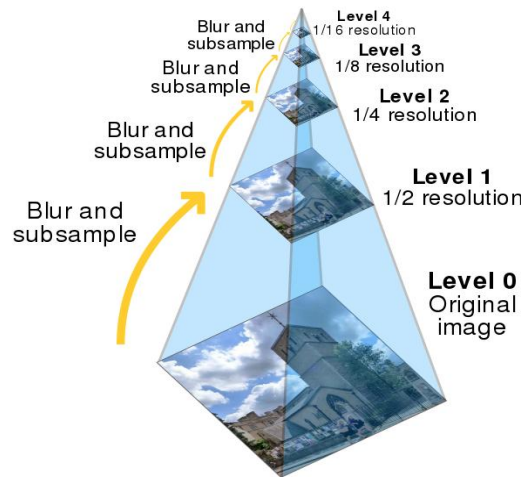 Level 4
1/16 resolution
Blur and
subsample
Level 3
1/8 resolution
Blur and
subsample
Level 2
1/4 resolution
Blur and
subsample
Level 1
1/2 resolution
Blur and
subsample
Level 0
Original
image